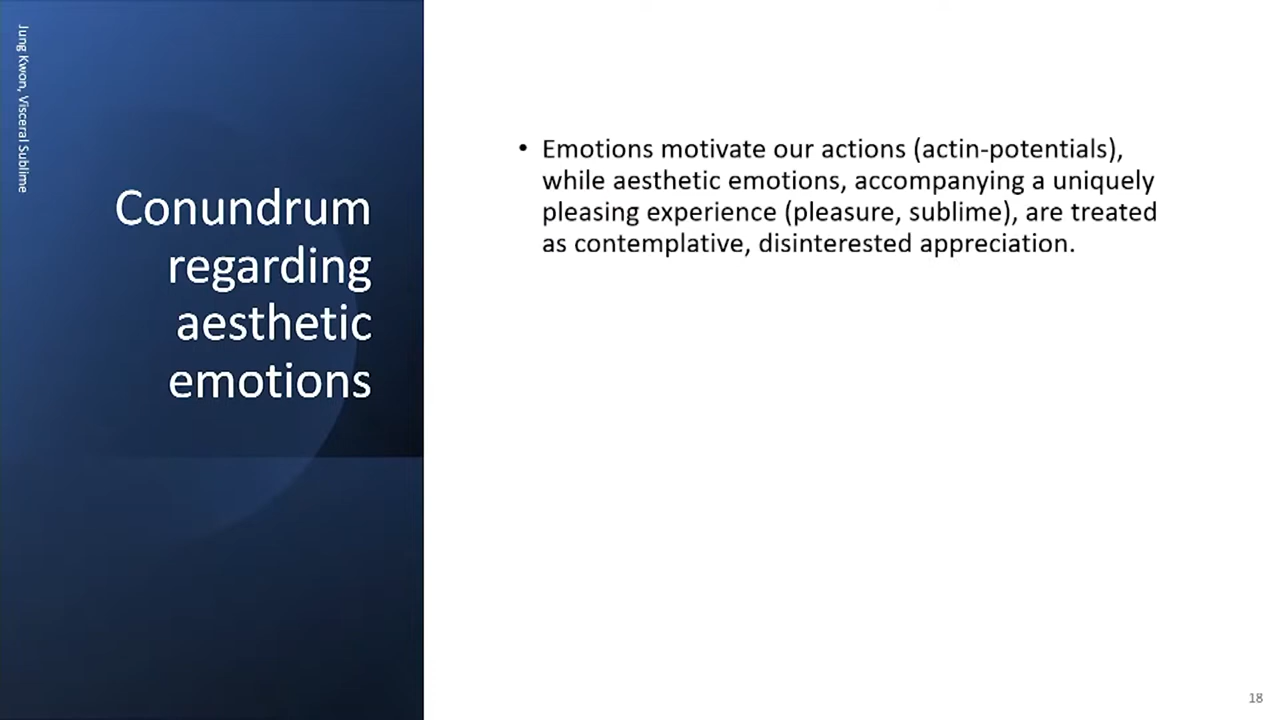 Jung Kwon, Visceral Sublime
Conundrum
regarding
aesthetic
emotions
• Emotions motivate our actions (actin-potentials),
while aesthetic emotions, accompanying a uniquely
pleasing experience (pleasure, sublime), are treated
as contemplative, disinterested appreciation.
18